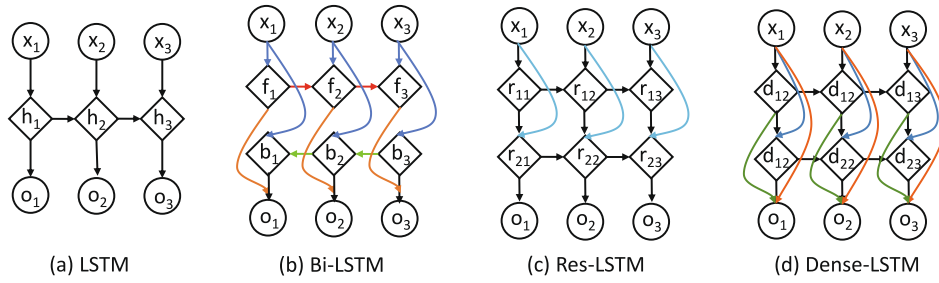 x1 x2 x3
h1 h2 h3
o1 o2 o3
(a) LSTM
x1 x2 x3
f1 f2 f3
b1 b2 b3
o1 o2 o3
(b) Bi-LSTM
x1 x2 x3
r11 r12 r13
r21 r22 r23
o1 o2 o3
(c) Res-LSTM
x1 x2 x3
d12 d12 d13
d12 d22 d23
o1 o2 o3
(d) Dense-LSTM